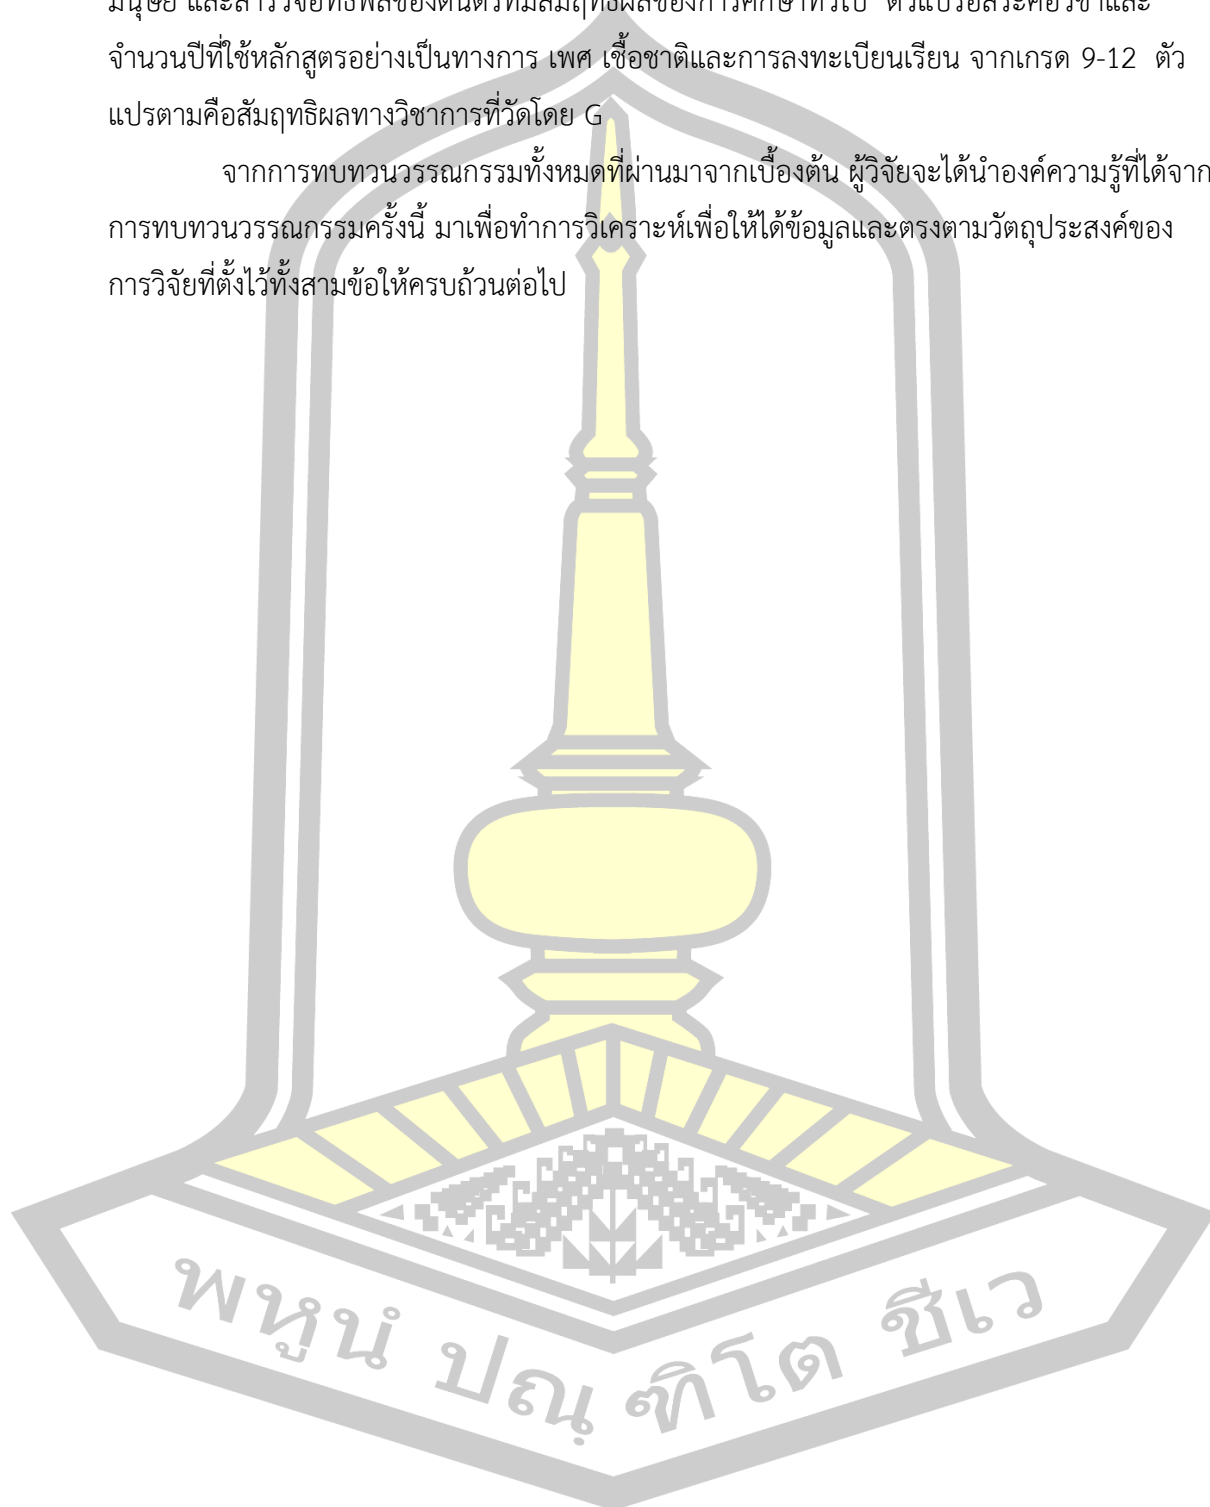 มนุษย์ และสำรวจอิทธิพลของดนตรีที่มีสัมฤทธิผลของการศึกษาทั่วไป ตัวแปรอิสระคือวิชาและ
จำนวนปีที่ใช้หลักสูตรอย่างเป็นทางการ เพศ เชื้อชาติและการลงทะเบียนเรียน จากเกรด 9-12 ตัว
แปรตามคือสัมฤทธิผลทางวิชาการที่วัดโดย G
จากการทบทวนวรรณกรรมทั้งหมดที่ผ่านมาจากเบื้องต้น ผู้วิจัยจะได้นำองค์ความรู้ที่ได้จาก
การทบทวนวรรณกรรมครั้งนี้ มาเพื่อทำการวิเคราะห์เพื่อให้ได้ข้อมูลและตรงตามวัตถุประสงค์ของ
การวิจัยที่ตั้งไว้ทั้งสามข้อให้ครบถ้วนต่อไป
พหูนํ ปณฺฑิโต ชีเว